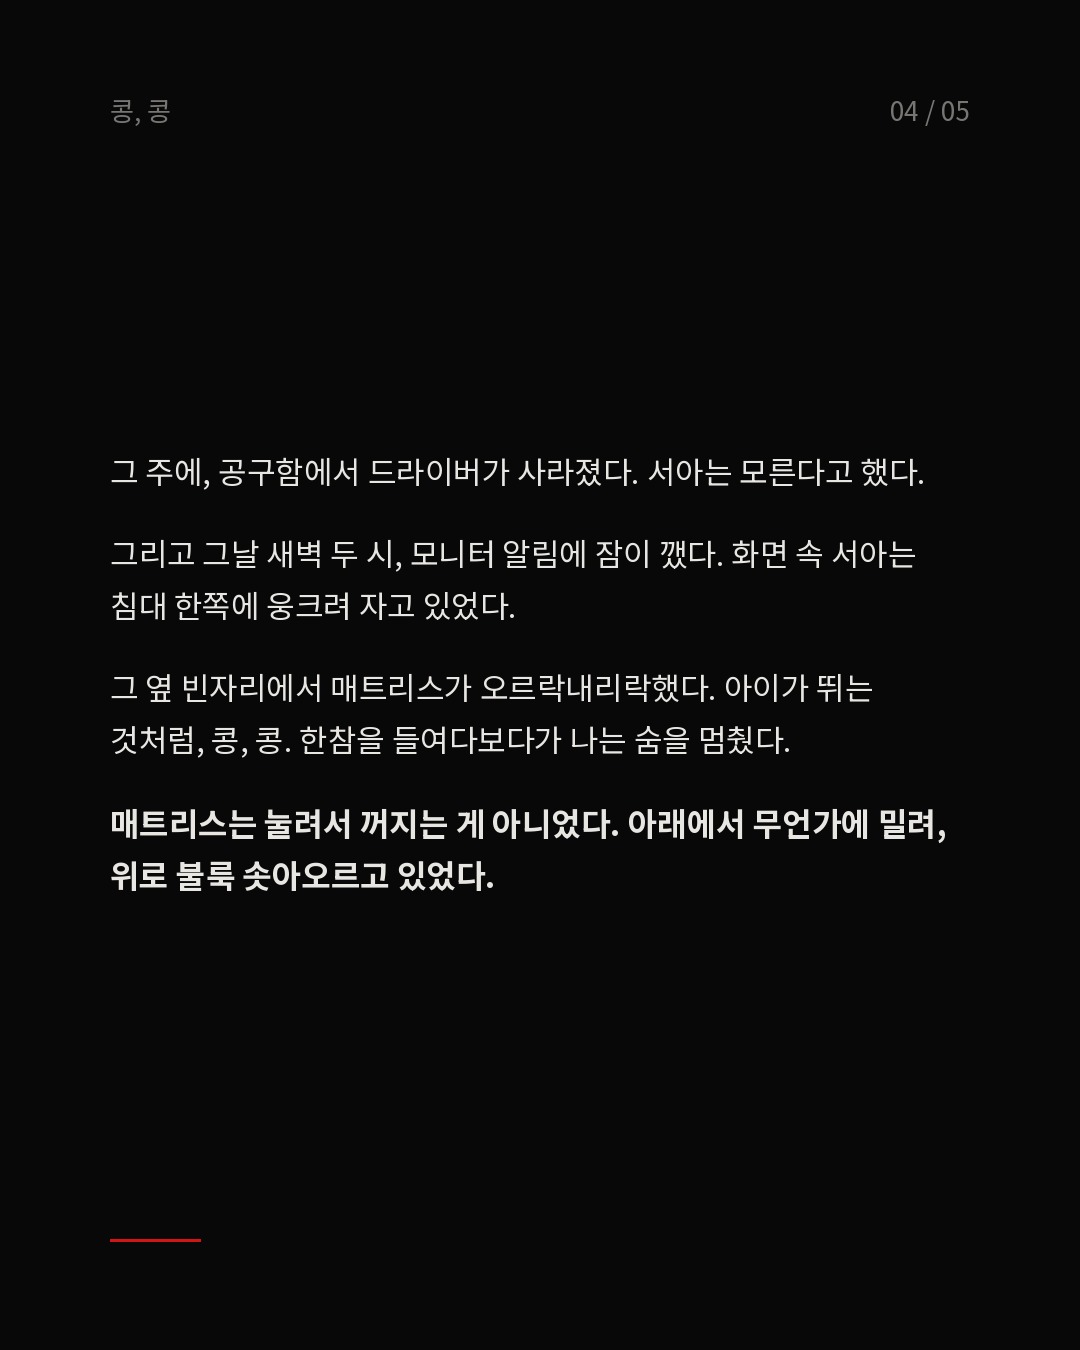 콩, 콩
04 / 05
그 주에, 공구함에서 드라이버가 사라졌다. 서아는 모른다고 했다.
그리고 그날 새벽 두 시, 모니터 알림에 잠이 깼다. 화면 속 서아는
침대 한쪽에 웅크려 자고 있었다.
그 옆 빈자리에서 매트리스가 오르락내리락했다. 아이가 뛰는
것처럼, 콩, 콩. 한참을 들여다보다가 나는 숨을 멈췄다.
매트리스는 눌려서 꺼지는 게 아니었다. 아래에서 무언가에 밀려,
위로 불룩 솟아오르고 있었다.